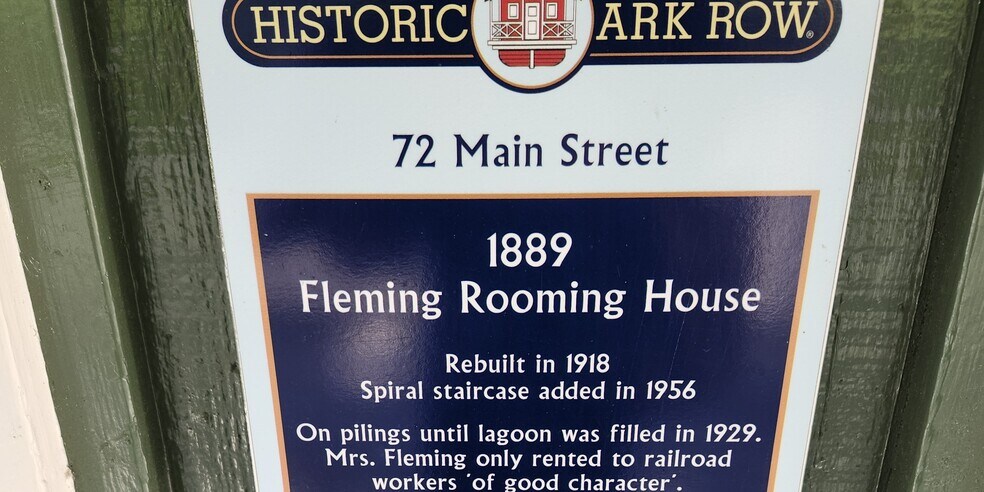 HISTORIC ARK ROW®
72 Main Street
1889
Fleming Rooming House
Rebuilt in 1918
Spiral staircase added in 1956
On pilings until lagoon was filled in 1929.
Mrs. Fleming only rented to railroad
workers 'of good character'.